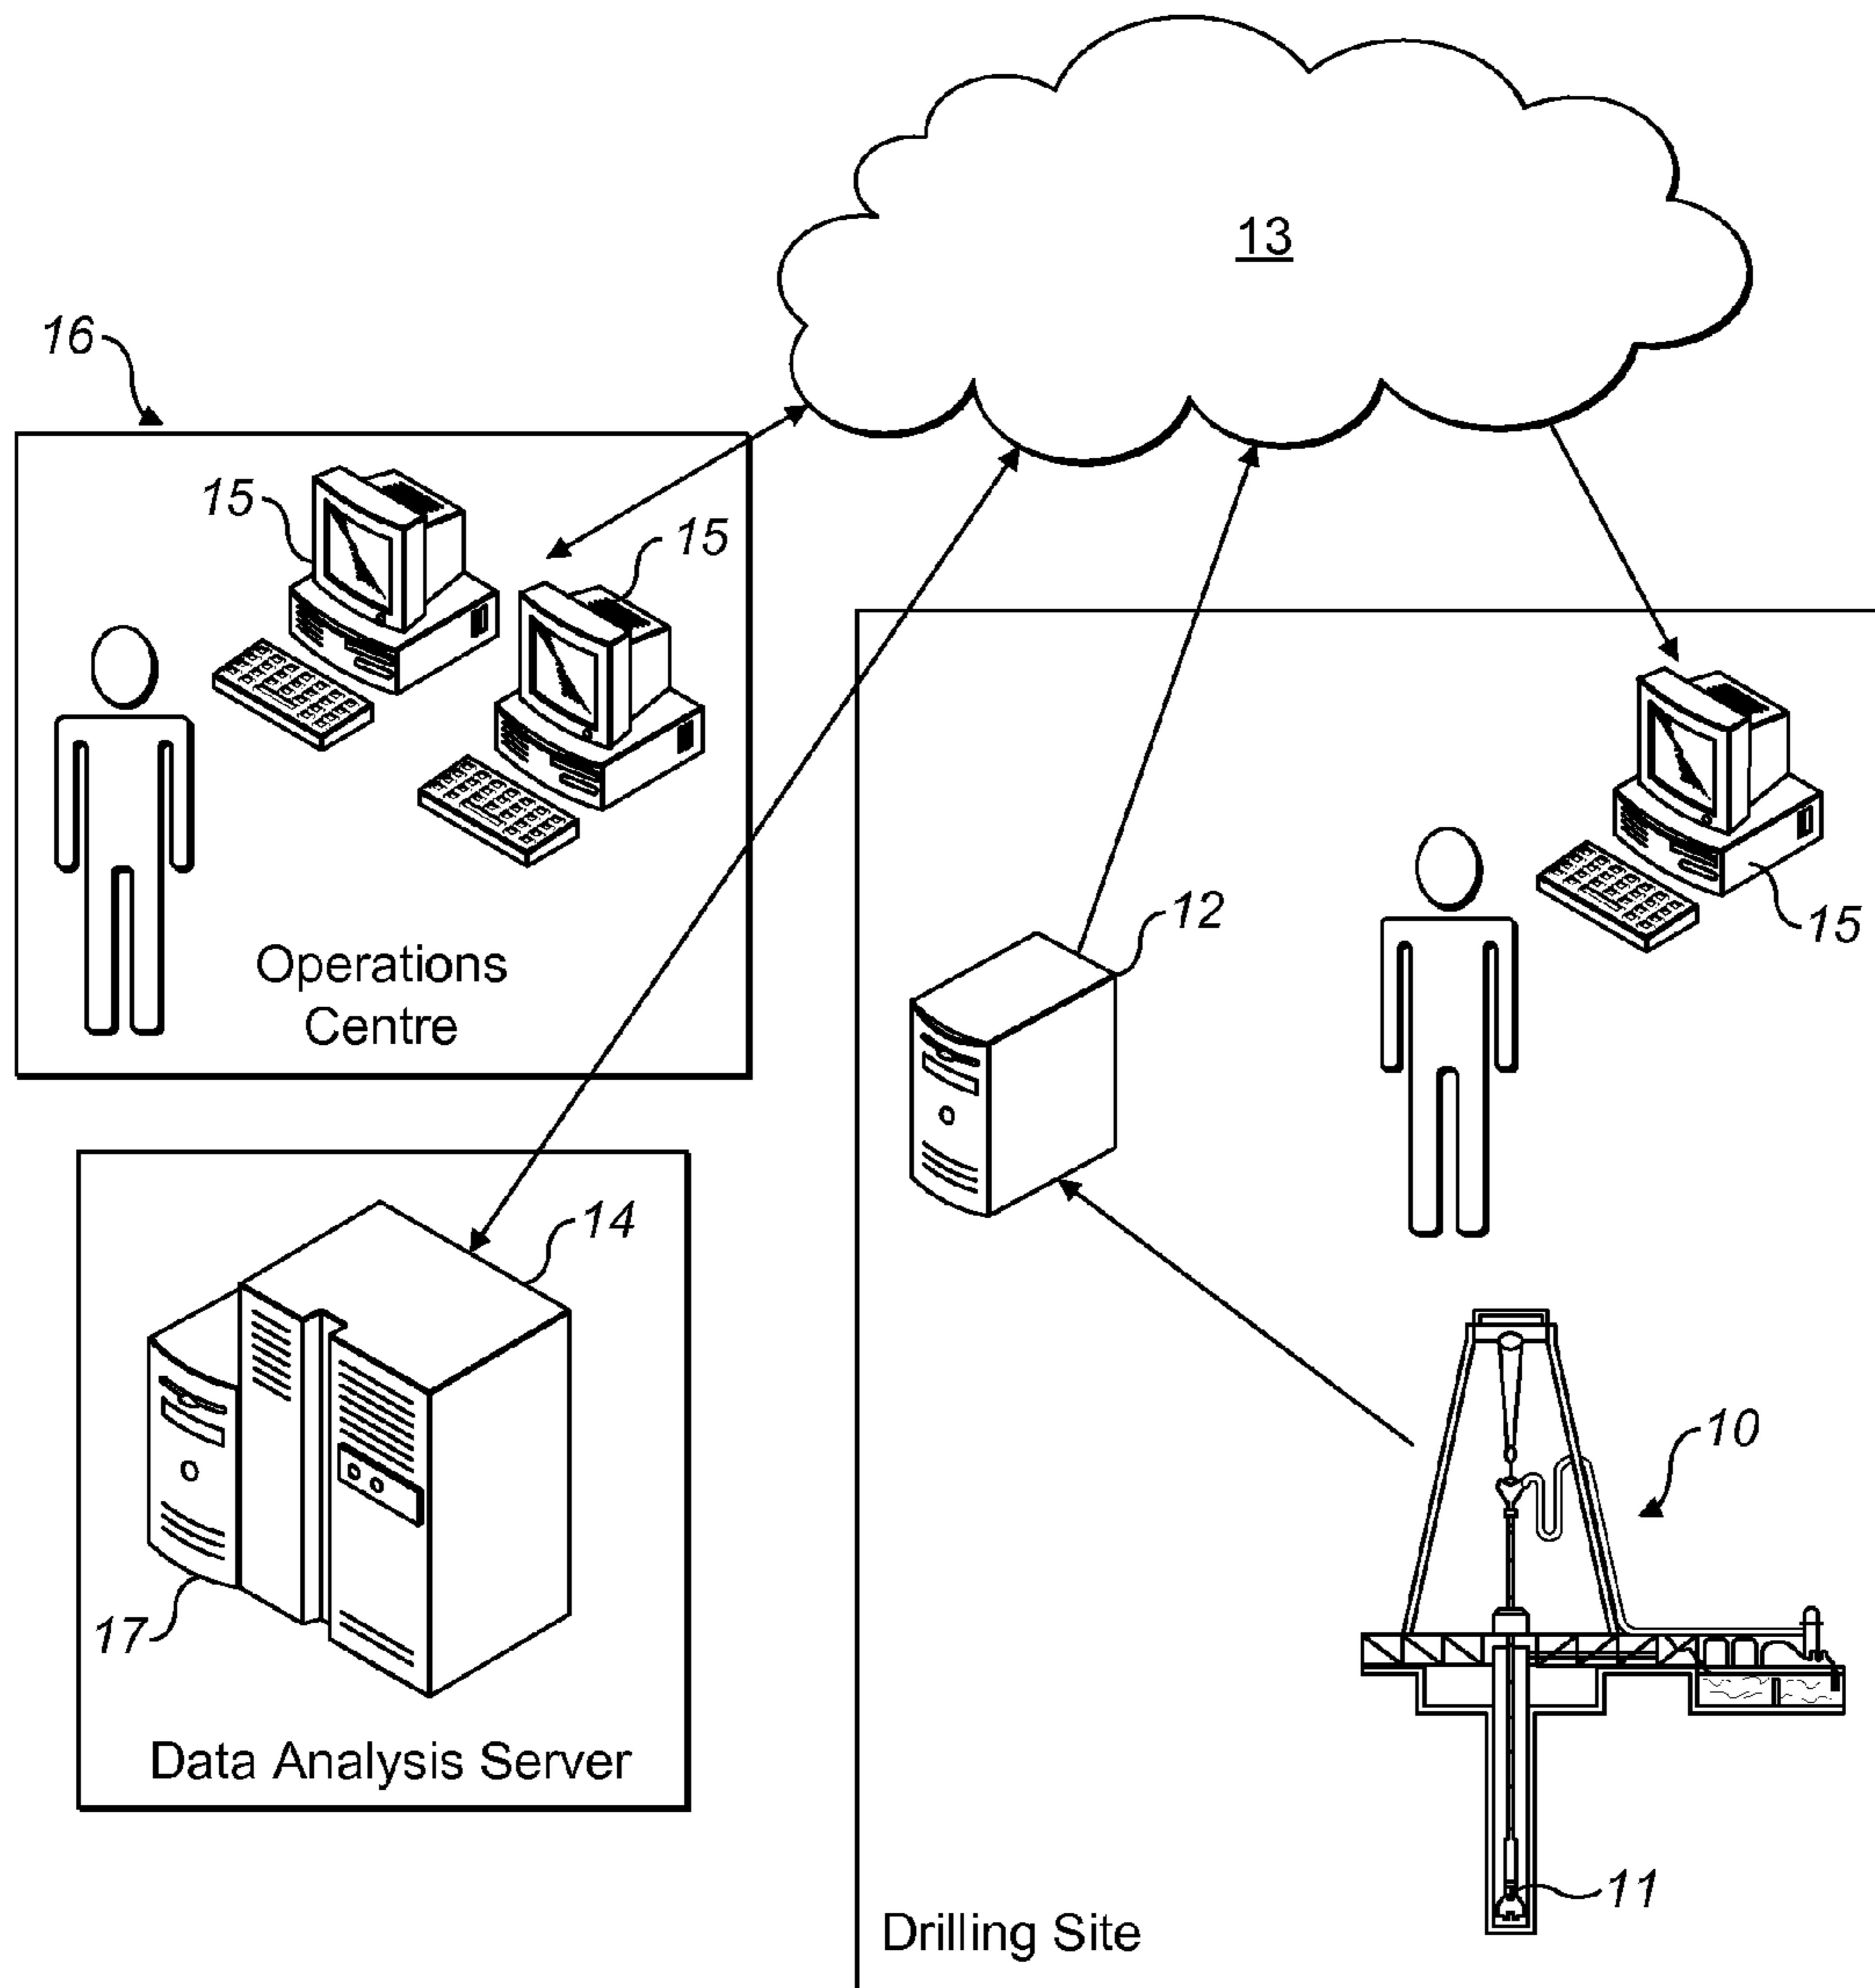 13
16
15
15
Operations
Centre
12
15
14
17
Data Analysis Server
10
11
Drilling Site